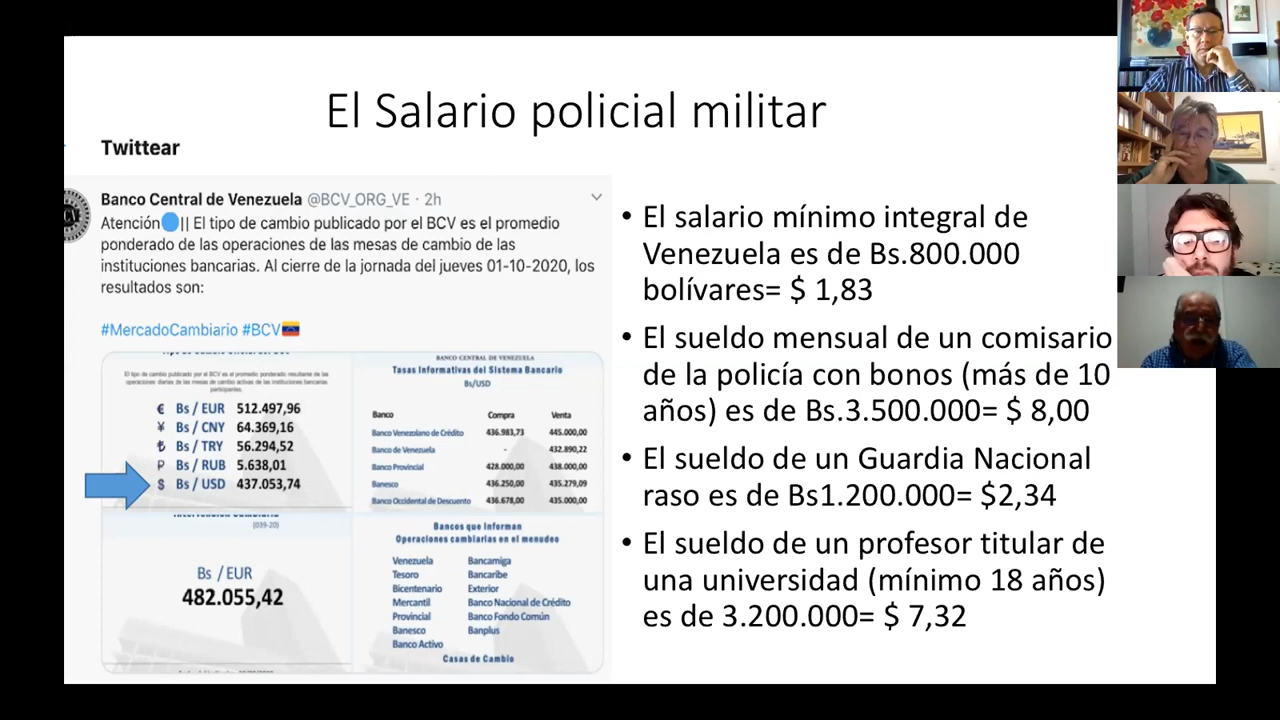 El Salario policial militar
Twittear
Banco Central de Venezuela @BCV_ORG_VE · 2h
Atención🔵|| El tipo de cambio publicado por el BCV es el promedio
ponderado de las operaciones de las mesas de cambio de las
instituciones bancarias. Al cierre de la jornada del jueves 01-10-2020, los
resultados son:
#MercadoCambiario #BCV🇻🇪
El tipo de cambio publicado por el BCV es el promedio ponderado resultante de las
operaciones diarias de las mesas de cambio activas de las instituciones bancarias
participantes.
€ Bs / EUR 512.497,96
¥ Bs / CNY 64.369,16
₺ Bs / TRY 56.294,52
₽ Bs / RUB 5.638,01
$ Bs / USD 437.053,74
BANCO CENTRAL DE VENEZUELA
Tasas Informativas del Sistema Bancario
Bs/USD
Banco Compra Venta
Banco Venezolano de Crédito 436.983,73 445.000,00
Banco de Venezuela - 432.890,22
Banco Provincial 428.000,00 438.000,00
Banesco 436.250,00 435.279,09
Banco Occidental de Descuento 436.678,00 435.000,00
(039-20)
Bs / EUR
482.055,42
Bancos que Informan
Operaciones cambiarias en el menudeo
Venezuela Bancamiga
Tesoro Bancaribe
Bicentenario Exterior
Mercantil Banco Nacional de Crédito
Provincial Banco Fondo Común
Banesco Banplus
Banco Activo
Casas de Cambio
• El salario mínimo integral de
Venezuela es de Bs.800.000
bolívares= $ 1,83
• El sueldo mensual de un comisario
de la policía con bonos (más de 10
años) es de Bs.3.500.000= $ 8,00
• El sueldo de un Guardia Nacional
raso es de Bs1.200.000= $2,34
• El sueldo de un profesor titular de
una universidad (mínimo 18 años)
es de 3.200.000= $ 7,32